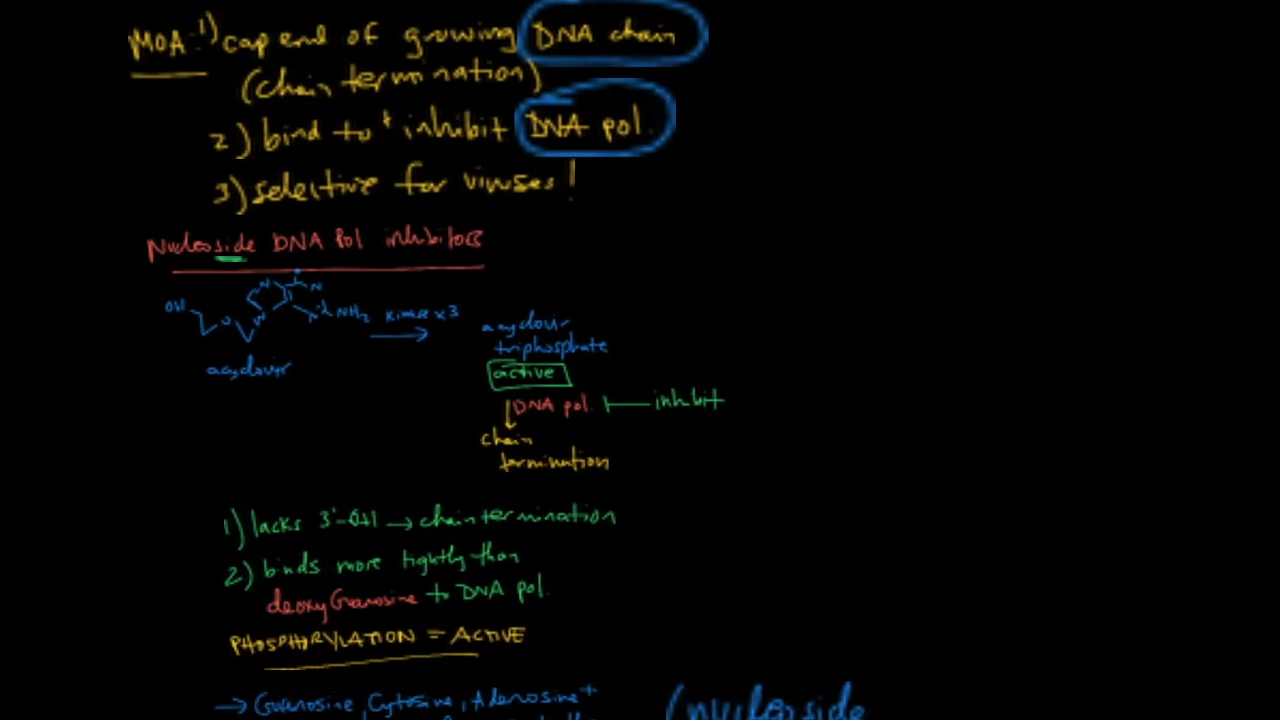 MOA: 1) cap end of growing DNA chain
(chain termination)
2) bind to + inhibit DNA pol.
3) selective for viruses!
Nucleoside DNA Pol inhibitors
OH O N N N N NH2 kinase x3
acyclovir
acyclovir
triphosphate
active
DNA pol. inhibit
chain
termination
1) lacks 3'-OH → chain termination
2) binds more tightly than
deoxyGuanosine to DNA pol.
PHOSPHORYLATION = ACTIVE
→ Guanosine, Cytosine, Adenosine +
(nucleoside